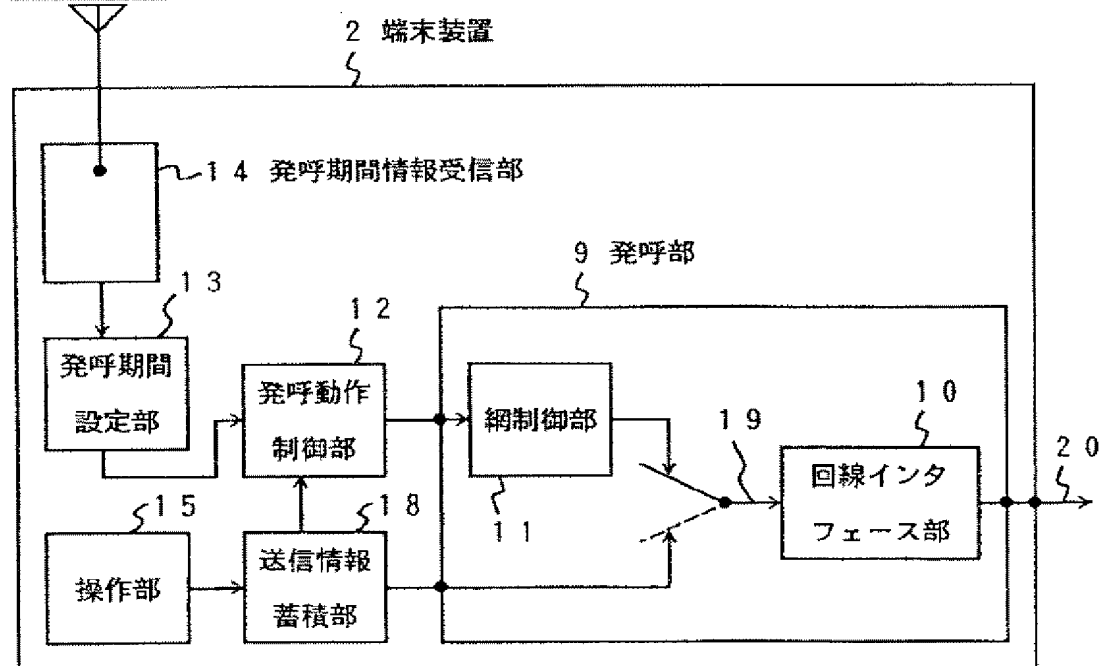 2 端末装置
14 発呼期間情報受信部
9 発呼部
13
12
発呼期間
設定部
発呼動作
制御部
網制御部
19
10
回線インタ
フェース部
20
11
15
18
操作部
送信情報
蓄積部